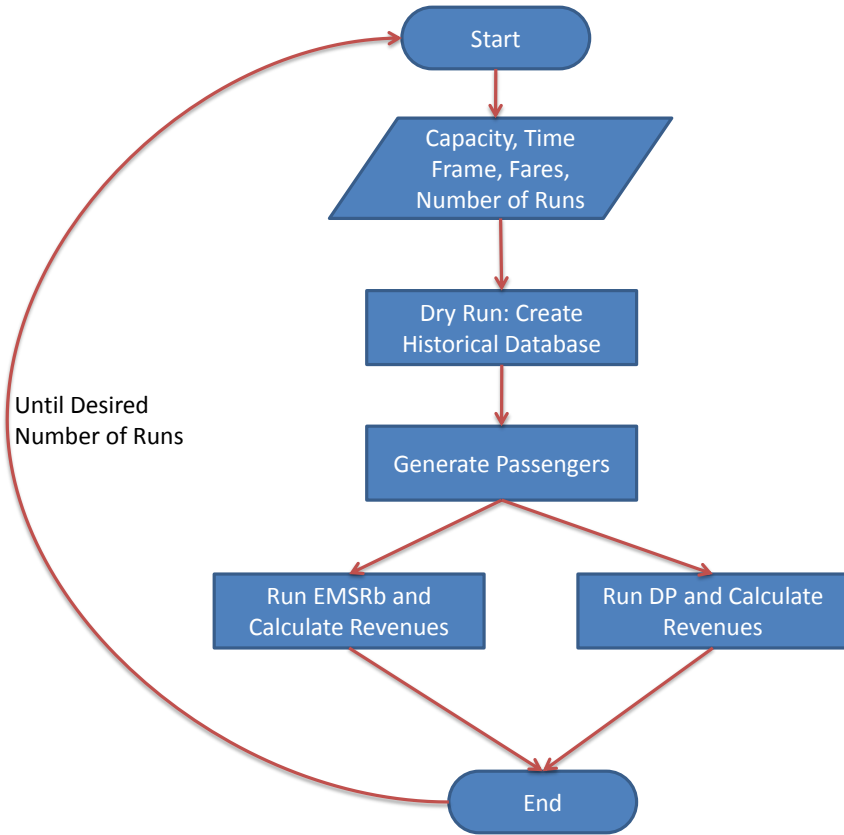 Start
Capacity, Time
Frame, Fares,
Number of Runs
Dry Run: Create
Historical Database
Until Desired
Number of Runs
Generate Passengers
Run EMSRb and
Calculate Revenues
Run DP and Calculate
Revenues
End